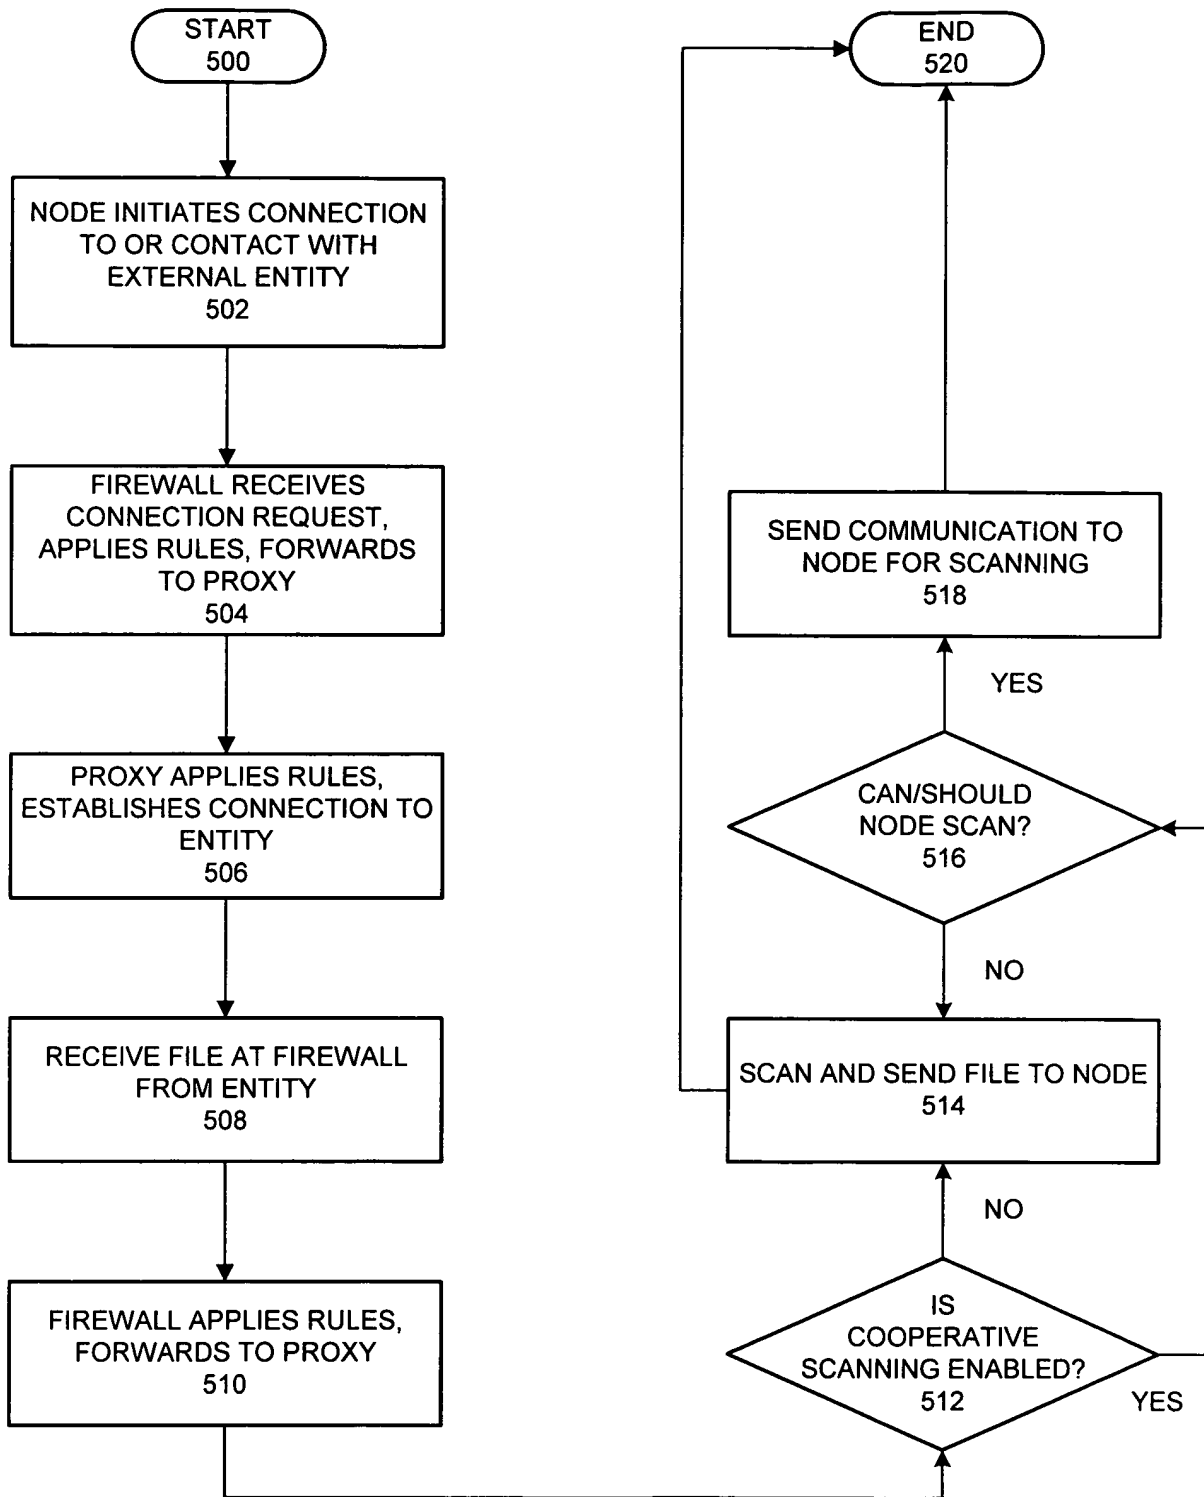 START
500
NODE INITIATES CONNECTION
TO OR CONTACT WITH
EXTERNAL ENTITY
502
FIREWALL RECEIVES
CONNECTION REQUEST,
APPLIES RULES, FORWARDS
TO PROXY
504
PROXY APPLIES RULES,
ESTABLISHES CONNECTION TO
ENTITY
506
RECEIVE FILE AT FIREWALL
FROM ENTITY
508
FIREWALL APPLIES RULES,
FORWARDS TO PROXY
510
END
520
SEND COMMUNICATION TO
NODE FOR SCANNING
518
YES
CAN/SHOULD
NODE SCAN?
516
NO
SCAN AND SEND FILE TO NODE
514
NO
IS
COOPERATIVE
SCANNING ENABLED?
512
YES